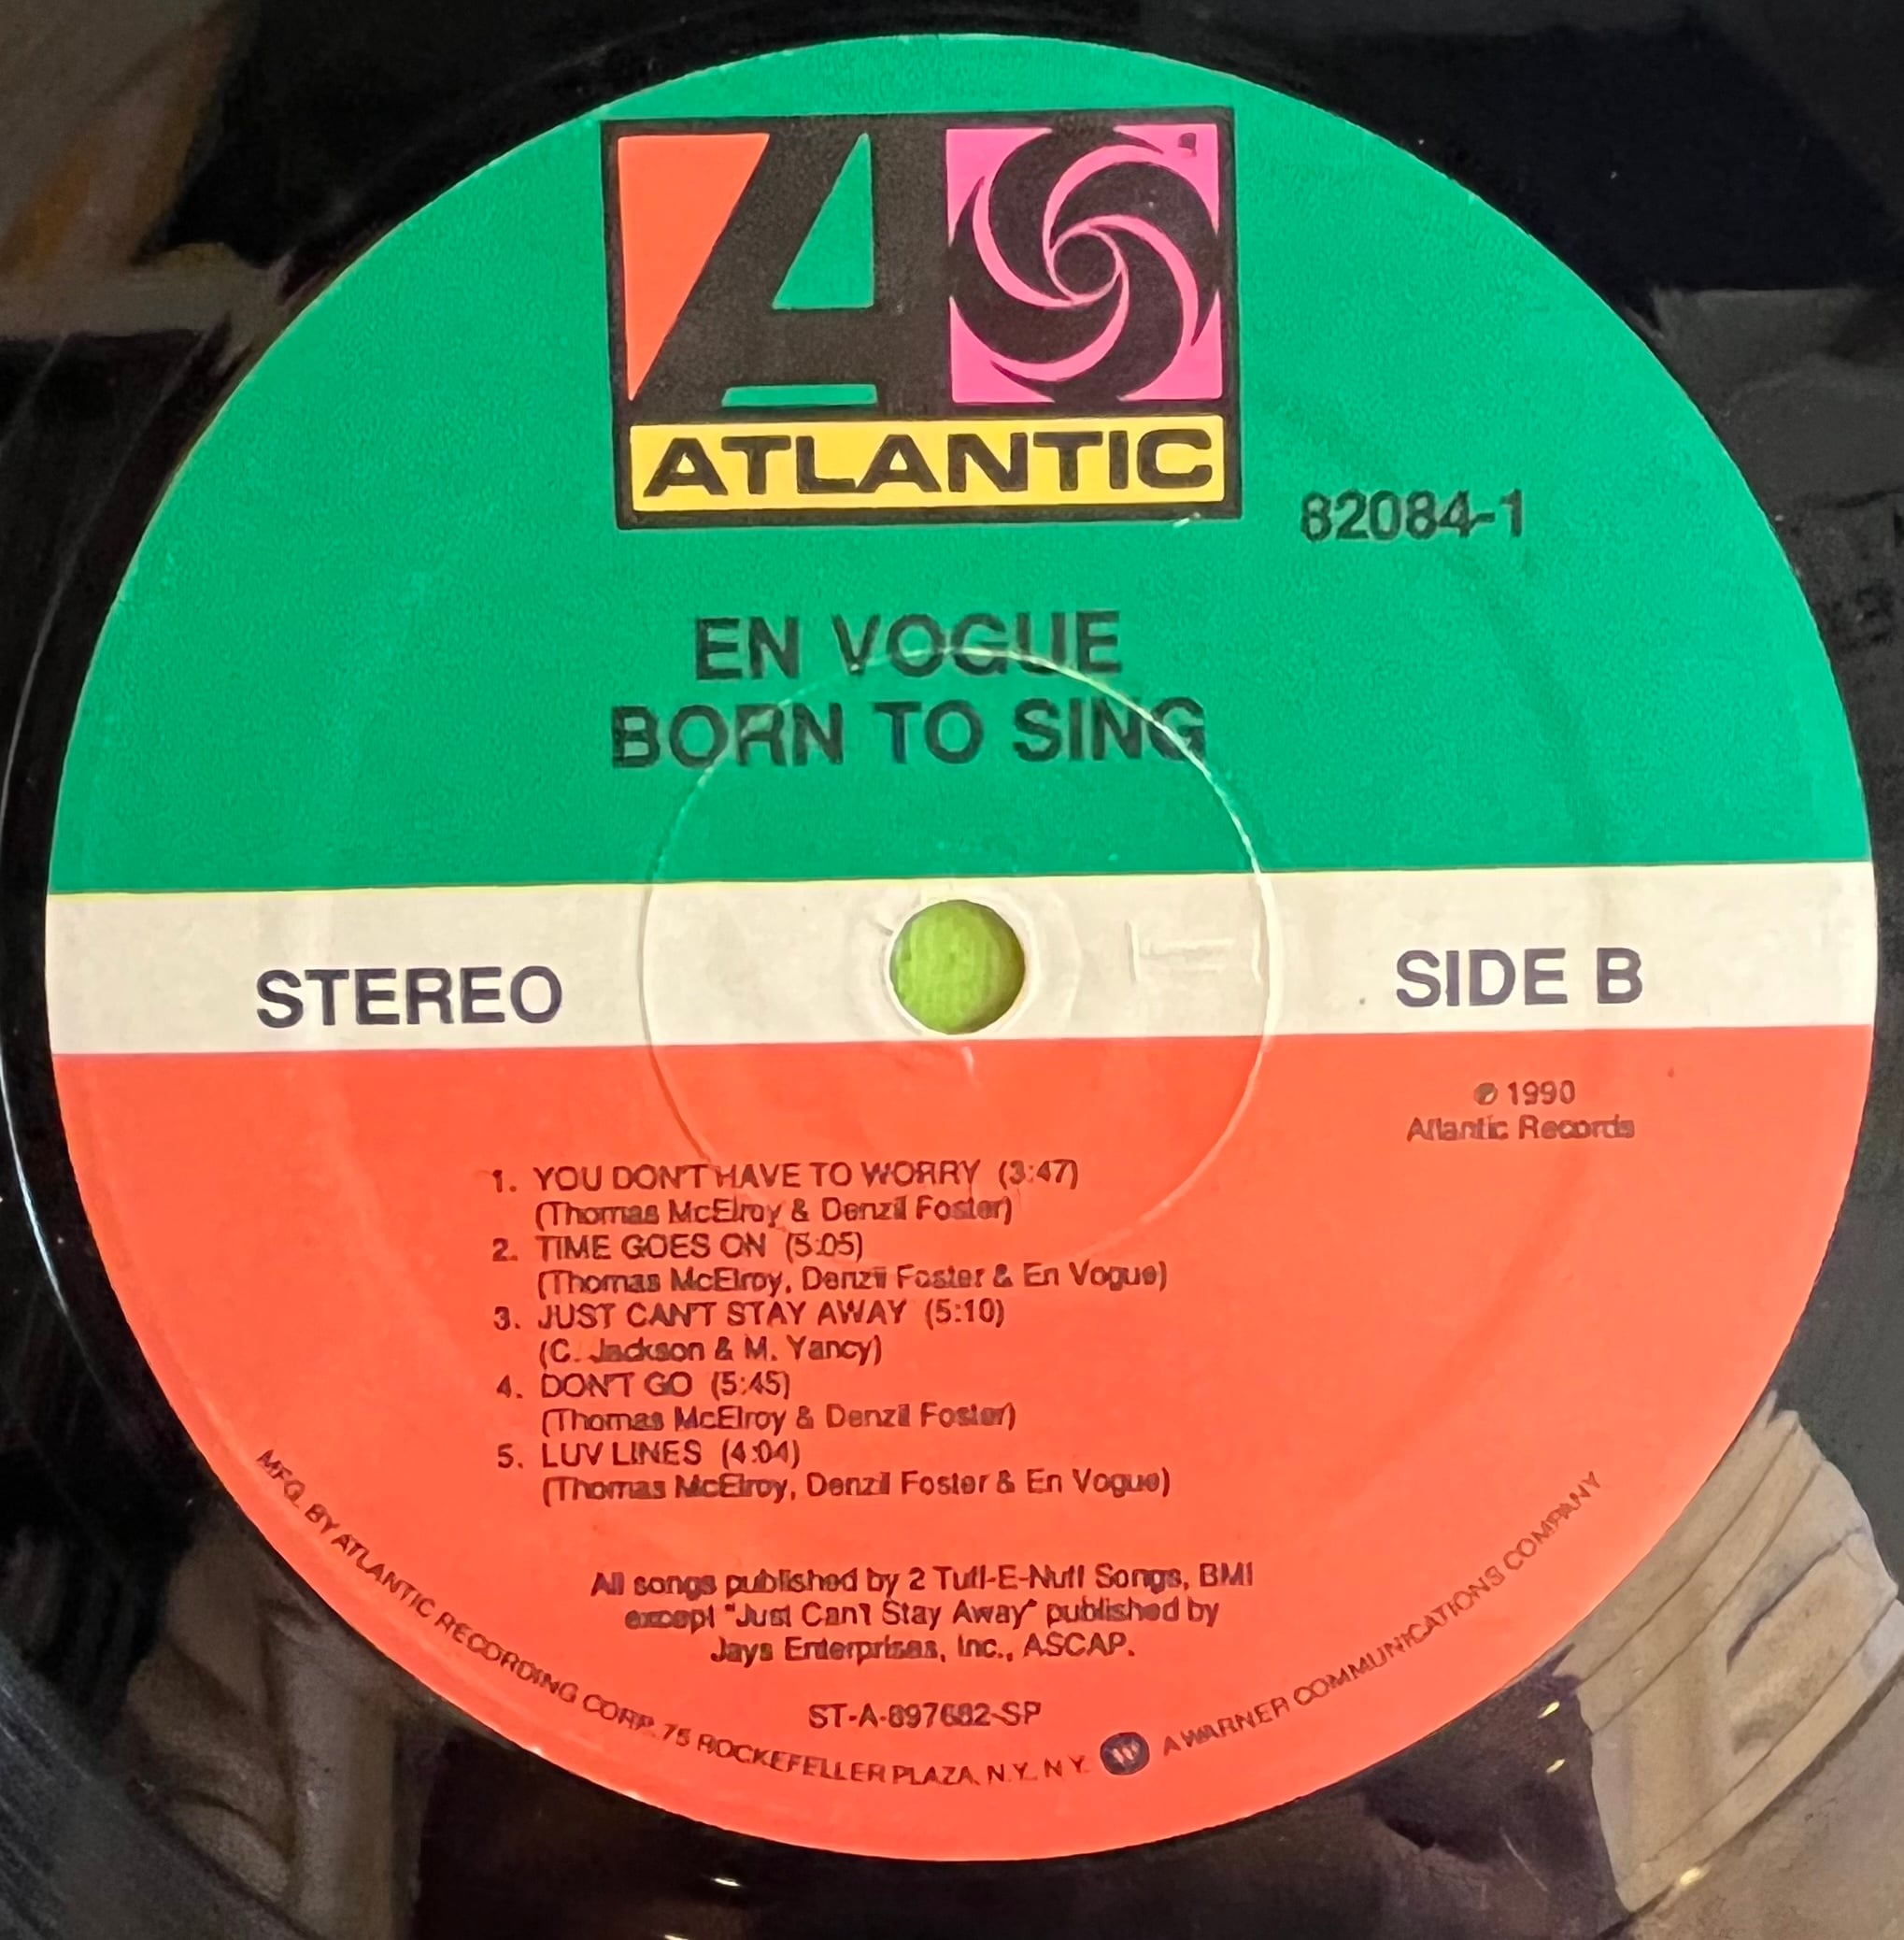 ATLANTIC
82084-1
EN VOGUE
BORN TO SING
STEREO
SIDE B
℗ 1990
Atlantic Records
1. YOU DON'T HAVE TO WORRY (3:47)
(Thomas McElroy & Denzil Foster)
2. TIME GOES ON (5:05)
(Thomas McElroy, Denzil Foster & En Vogue)
3. JUST CAN'T STAY AWAY (5:10)
(C. Jackson & M. Yancy)
4. DON'T GO (5:45)
(Thomas McElroy & Denzil Foster)
5. LUV LINES (4:04)
(Thomas McElroy, Denzil Foster & En Vogue)
All songs published by 2 Tuff-E-Nuff Songs, BMI
except "Just Can't Stay Away" published by
Jays Enterprises, Inc., ASCAP.
ST-A-897682-SP
MFG. BY ATLANTIC RECORDING CORP. 75 ROCKEFELLER PLAZA, N.Y. N.Y. A WARNER COMMUNICATIONS COMPANY